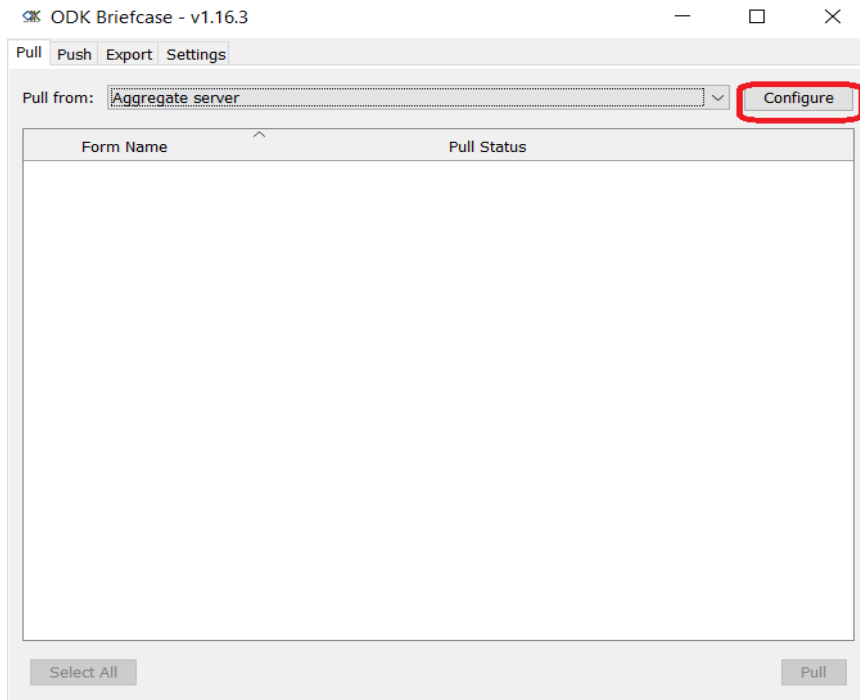 ODK Briefcase - v1.16.3
Pull Push Export Settings
Pull from: Aggregate server Configure
Form Name Pull Status
Select All Pull